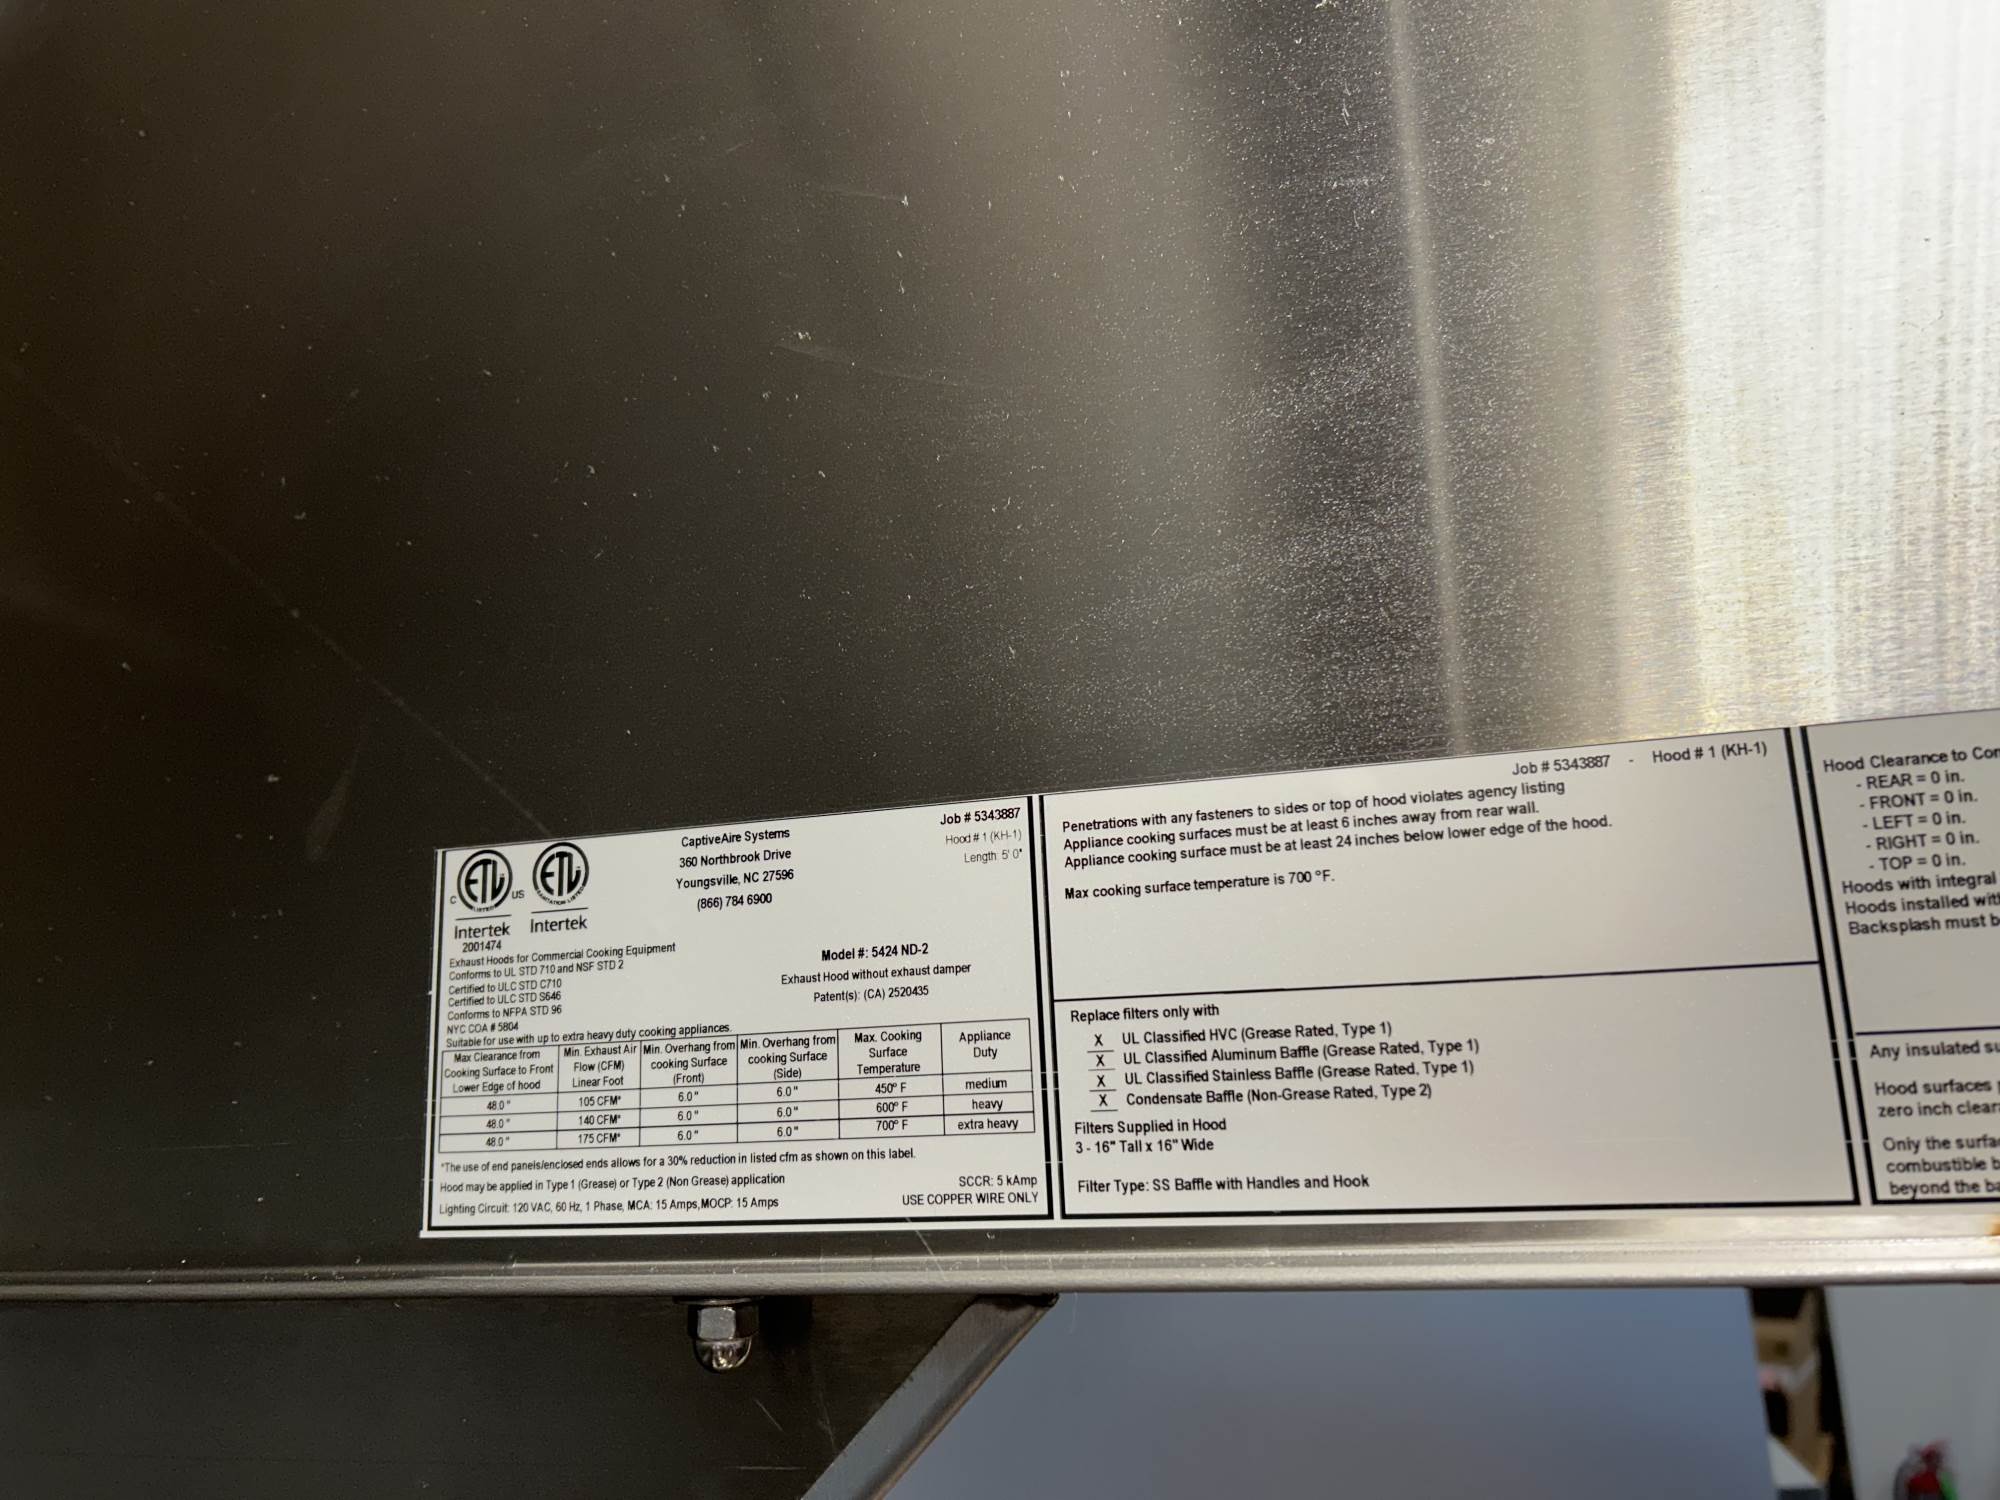 CaptiveAire Systems
360 Northbrook Drive
Youngsville, NC 27596
(866) 784 6900
Job # 5343887
Hood # 1 (KH-1)
Length: 5' 0"
C ETL US LISTED
Intertek
2001474
ETL SANITATION LISTED
Intertek
Exhaust Hoods for Commercial Cooking Equipment
Conforms to UL STD 710 and NSF STD 2
Certified to ULC STD C710
Certified to ULC STD S646
Conforms to NFPA STD 96
NYC COA # 5804
Model #: 5424 ND-2
Exhaust Hood without exhaust damper
Patent(s): (CA) 2520435
Suitable for use with up to extra heavy duty cooking appliances.
Max Clearance from Cooking Surface to Front Lower Edge of hood
Min. Exhaust Air Flow (CFM) Linear Foot
Min. Overhang from cooking Surface (Front)
Min. Overhang from cooking Surface (Side)
Max. Cooking Surface Temperature
Appliance Duty
48.0" 105 CFM* 6.0" 6.0" 450° F medium
48.0" 140 CFM* 6.0" 6.0" 600° F heavy
48.0" 175 CFM* 6.0" 6.0" 700° F extra heavy
*The use of end panels/enclosed ends allows for a 30% reduction in listed cfm as shown on this label.
Hood may be applied in Type 1 (Grease) or Type 2 (Non Grease) application
Lighting Circuit: 120 VAC, 60 Hz, 1 Phase, MCA: 15 Amps, MOCP: 15 Amps
SCCR: 5 kAmp
USE COPPER WIRE ONLY
Job # 5343887 - Hood # 1 (KH-1)
Penetrations with any fasteners to sides or top of hood violates agency listing
Appliance cooking surfaces must be at least 6 inches away from rear wall.
Appliance cooking surface must be at least 24 inches below lower edge of the hood.
Max cooking surface temperature is 700 °F.
Replace filters only with
X UL Classified HVC (Grease Rated, Type 1)
X UL Classified Aluminum Baffle (Grease Rated, Type 1)
X UL Classified Stainless Baffle (Grease Rated, Type 1)
X Condensate Baffle (Non-Grease Rated, Type 2)
Filters Supplied in Hood
3 - 16" Tall x 16" Wide
Filter Type: SS Baffle with Handles and Hook
Hood Clearance to
- REAR = 0 in.
- FRONT = 0 in.
- LEFT = 0 in.
- RIGHT = 0 in.
- TOP = 0 in.
Hoods with integral
Hoods installed
Backsplash must
Any insulated
Hood surfaces
zero inch
Only the
combustible
beyond the